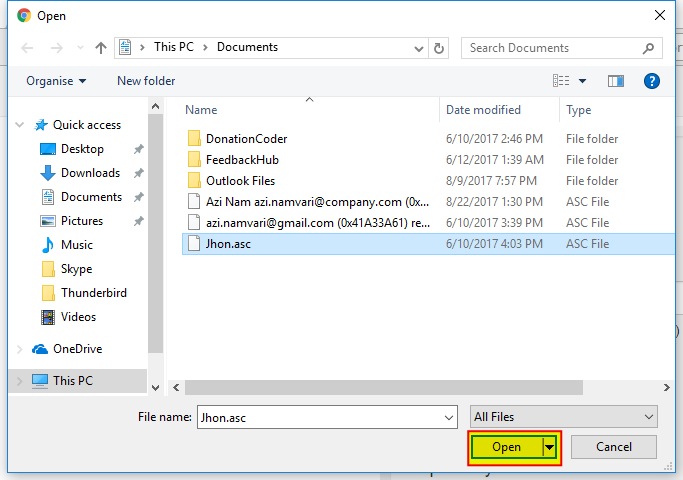 Open
This PC > Documents
Search Documents
Organise
New folder
?
Name
Date modified
Type
Quick access
Desktop
Downloads
Documents
Pictures
Music
Skype
Thunderbird
Videos
OneDrive
This PC
DonationCoder 6/10/2017 2:46 PM File folder
FeedbackHub 6/12/2017 1:39 AM File folder
Outlook Files 8/9/2017 7:57 PM File folder
Azi Nam azi.namvari@company.com (0x... 8/22/2017 1:30 PM ASC File
azi.namvari@gmail.com (0x41A33A61) re... 6/10/2017 3:39 PM ASC File
Jhon.asc 6/10/2017 4:03 PM ASC File
File name: Jhon.asc
All Files
Open
Cancel